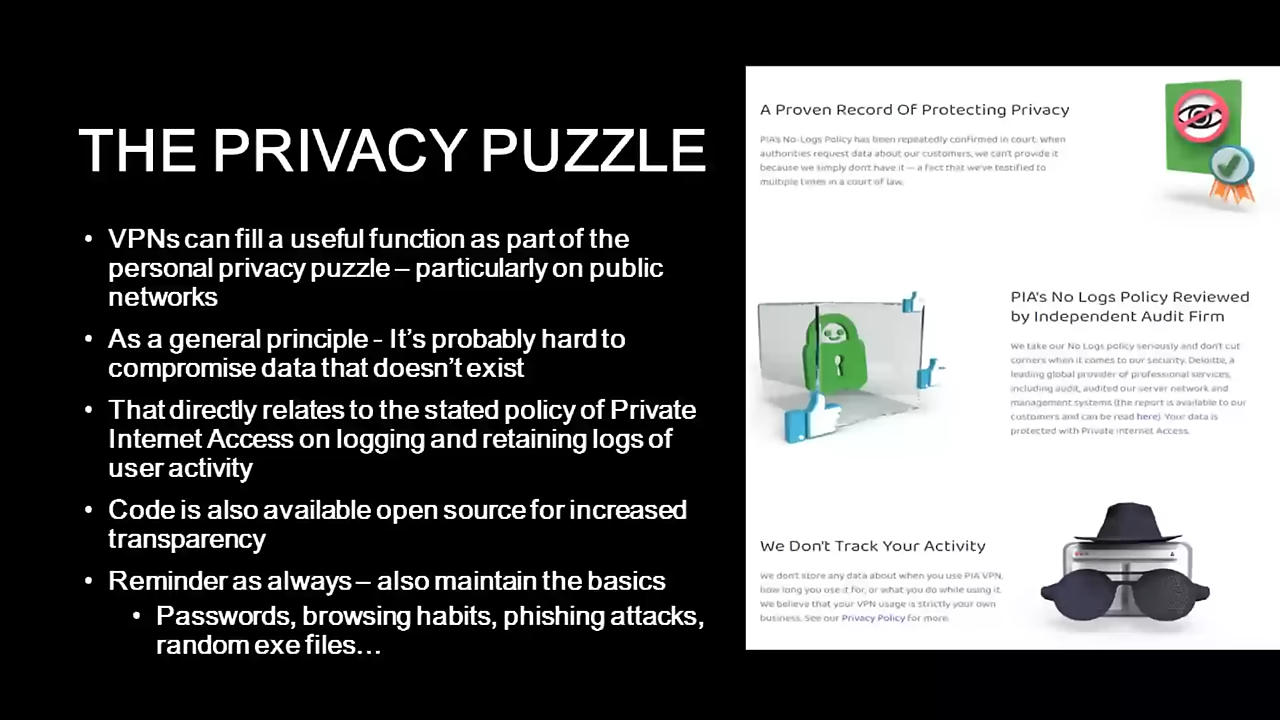 THE PRIVACY PUZZLE
• VPNs can fill a useful function as part of the
personal privacy puzzle – particularly on public
networks
• As a general principle - It's probably hard to
compromise data that doesn't exist
• That directly relates to the stated policy of Private
Internet Access on logging and retaining logs of
user activity
• Code is also available open source for increased
transparency
• Reminder as always – also maintain the basics
• Passwords, browsing habits, phishing attacks,
random exe files...
A Proven Record Of Protecting Privacy
PIA's No-Logs Policy has been repeatedly confirmed in court: when
authorities request data about our customers, we can't provide it
because we simply don't have it — a fact that we've testified to
multiple times in a court of law.
PIA's No Logs Policy Reviewed
by Independent Audit Firm
We take our No Logs policy seriously and don't cut
corners when it comes to our security. Deloitte, a
leading global provider of professional services,
including audit, audited our server network and
management systems (the report is available to our
customers and can be read here). Your data is
protected with Private Internet Access.
We Don't Track Your Activity
We don't store any data about when you use PIA VPN,
how long you use it for, or what you do while using it.
We believe that your VPN usage is strictly your own
business. See our Privacy Policy for more.